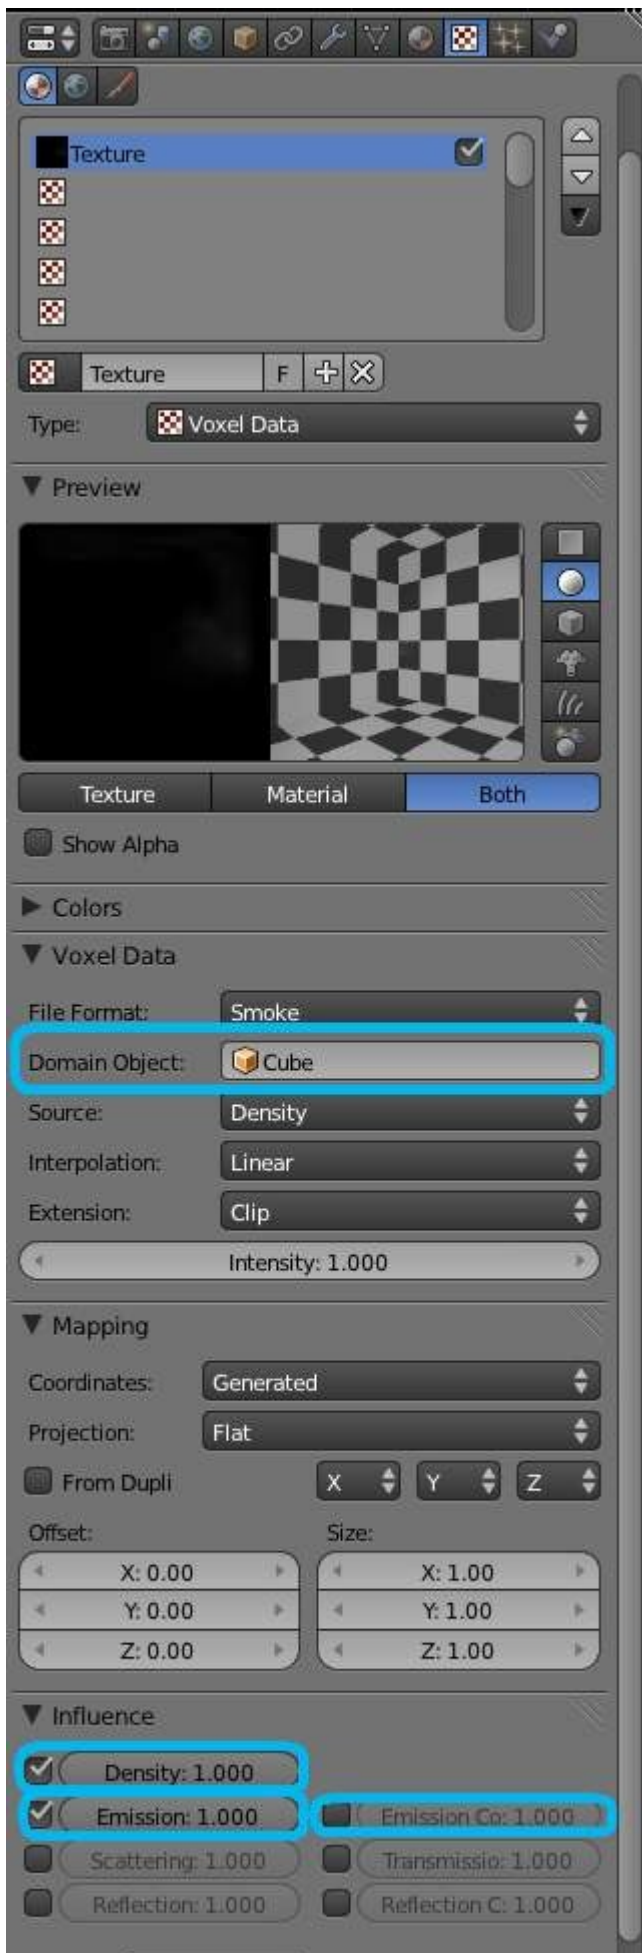 Texture
Texture F
Type: Voxel Data
Preview
Texture Material Both
Show Alpha
Colors
Voxel Data
File Format: Smoke
Domain Object: Cube
Source: Density
Interpolation: Linear
Extension: Clip
Intensity: 1.000
Mapping
Coordinates: Generated
Projection: Flat
From Dupli X Y Z
Offset: Size:
X: 0.00 X: 1.00
Y: 0.00 Y: 1.00
Z: 0.00 Z: 1.00
Influence
Density: 1.000
Emission: 1.000 Emission Co: 1.000
Scattering: 1.000 Transmissio: 1.000
Reflection: 1.000 Reflection C: 1.000